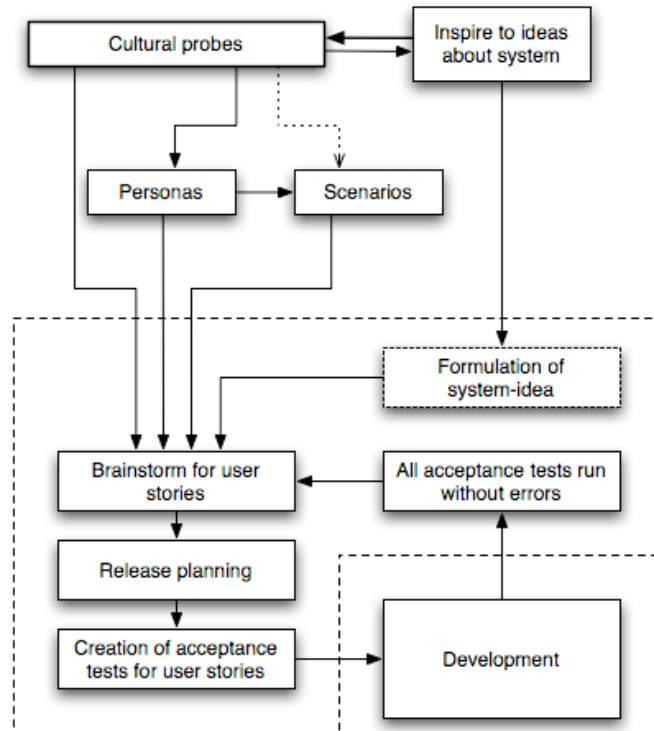 Cultural probes
Inspire to ideas
about system
Personas
Scenarios
Formulation of
system-idea
Brainstorm for user
stories
All acceptance tests run
without errors
Release planning
Creation of acceptance
tests for user stories
Development